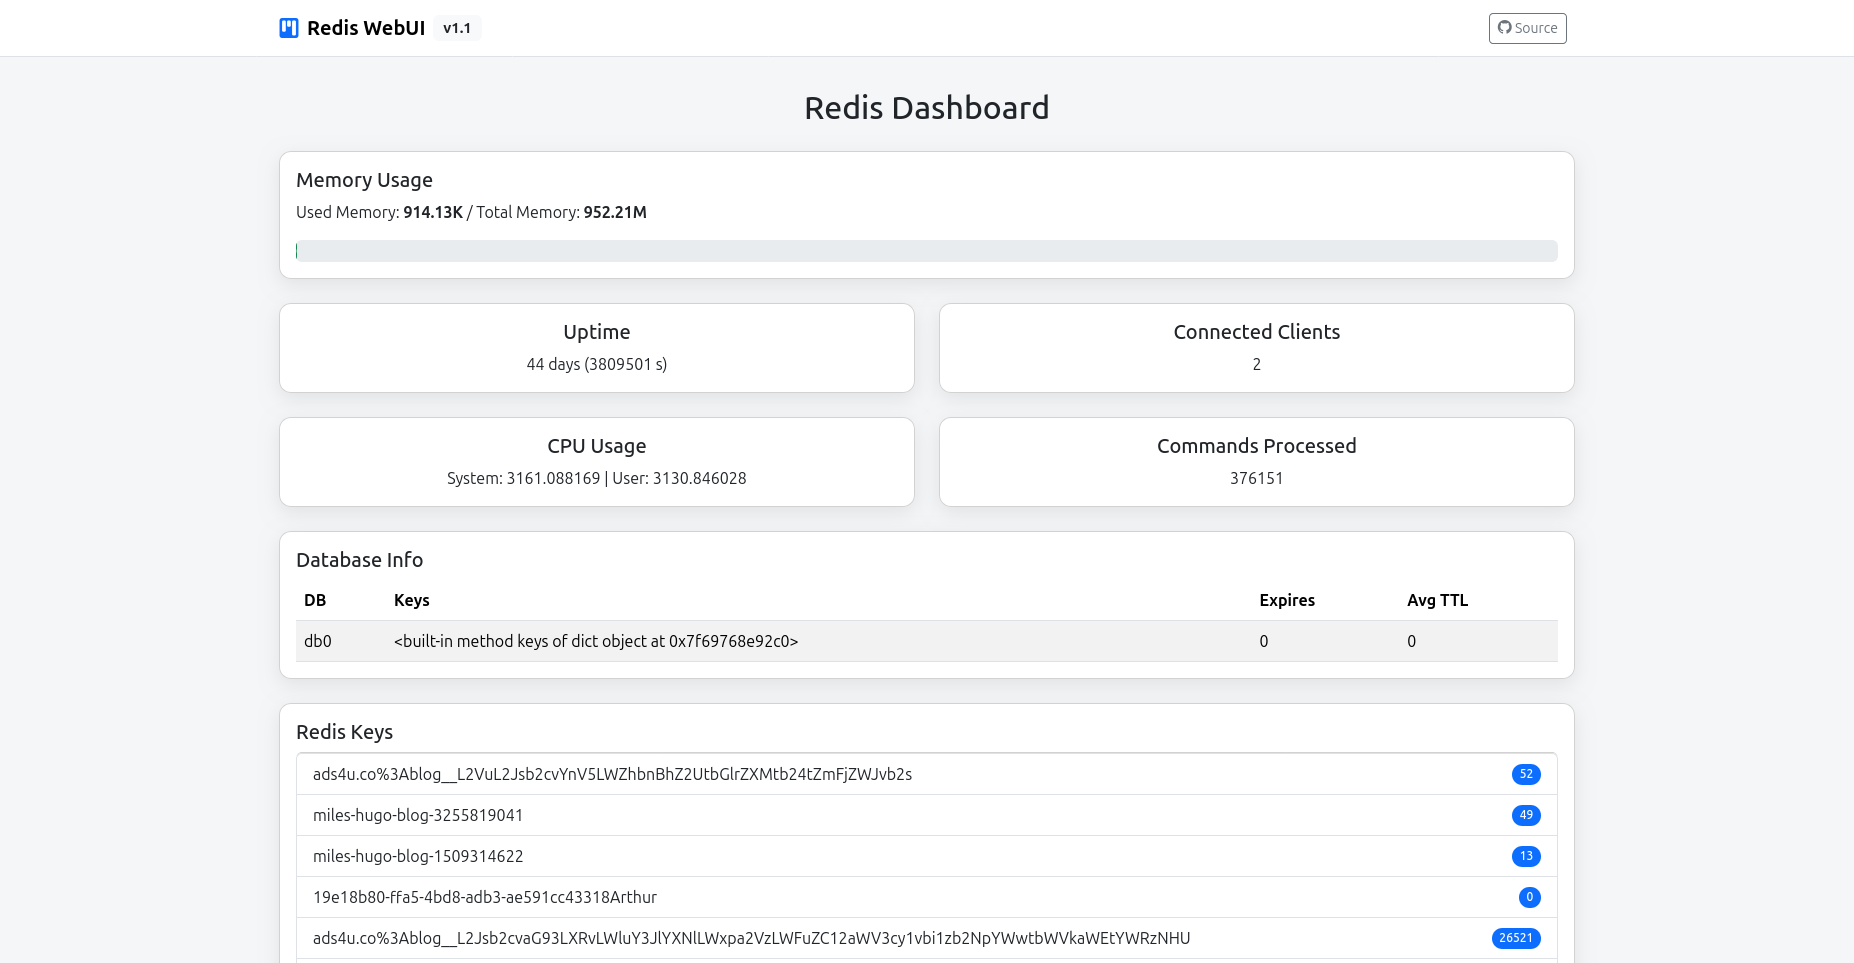 Redis WebUI v1.1
Source
Redis Dashboard
Memory Usage
Used Memory: 914.13K / Total Memory: 952.21M
Uptime
44 days (3809501 s)
Connected Clients
2
CPU Usage
System: 3161.088169 | User: 3130.846028
Commands Processed
376151
Database Info
DB Keys Expires Avg TTL
db0 <built-in method keys of dict object at 0x7f69768e92c0> 0 0
Redis Keys
ads4u.co%3Ablog__L2VuL2Jsb2cvYnV5LWZhbnBhZ2UtbGlrZXMtb24tZmFjZWJvb2s 52
miles-hugo-blog-3255819041 49
miles-hugo-blog-1509314622 13
19e18b80-ffa5-4bd8-adb3-ae591cc43318Arthur 0
ads4u.co%3Ablog__L2Jsb2cvaG93LXRvLWluY3JlYXNlLWxpa2VzLWFuZC12aWV3cy1vbi1zb2NpYWwtbWVkaWEtYWRzNHU 26521